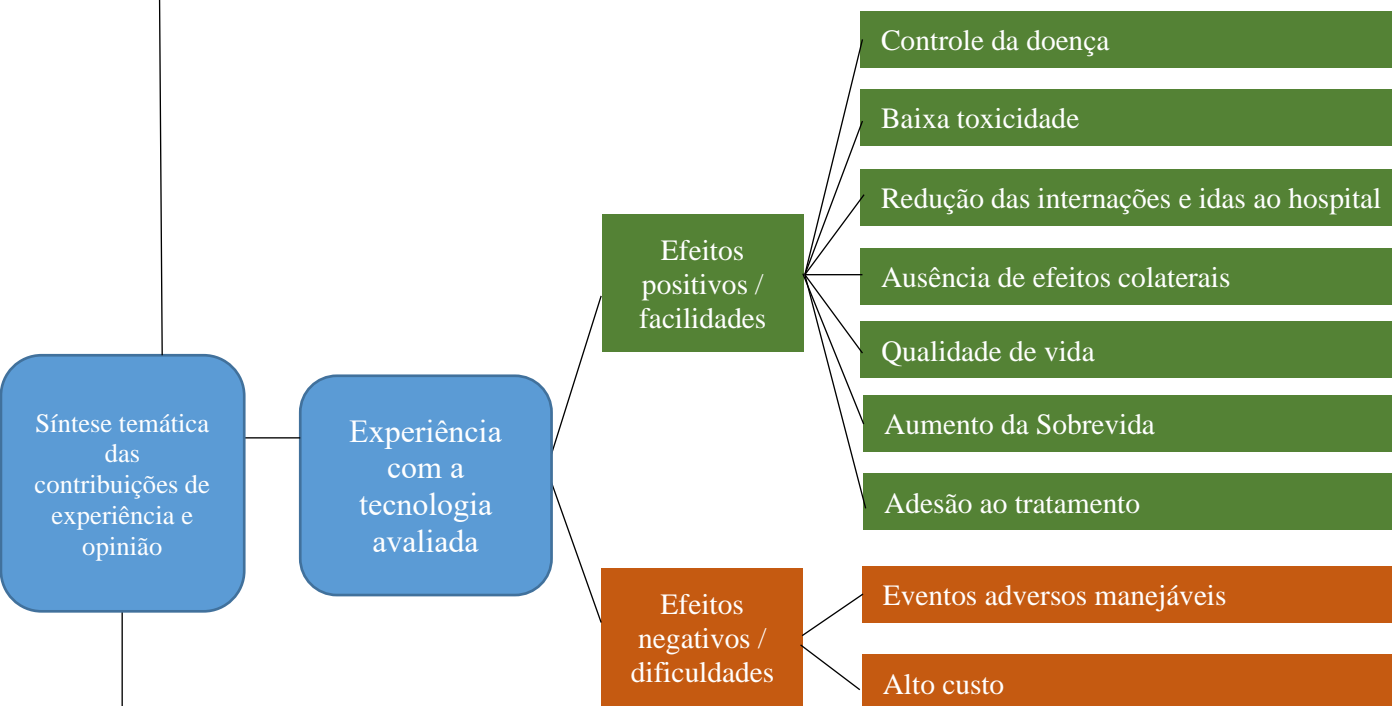 Síntese temática
das
contribuições de
experiência e
opinião
Experiência
com a
tecnologia
avaliada
Efeitos
positivos /
facilidades
Controle da doença
Baixa toxicidade
Redução das internações e idas ao hospital
Ausência de efeitos colaterais
Qualidade de vida
Aumento da Sobrevida
Adesão ao tratamento
Efeitos
negativos /
dificuldades
Eventos adversos manejáveis
Alto custo